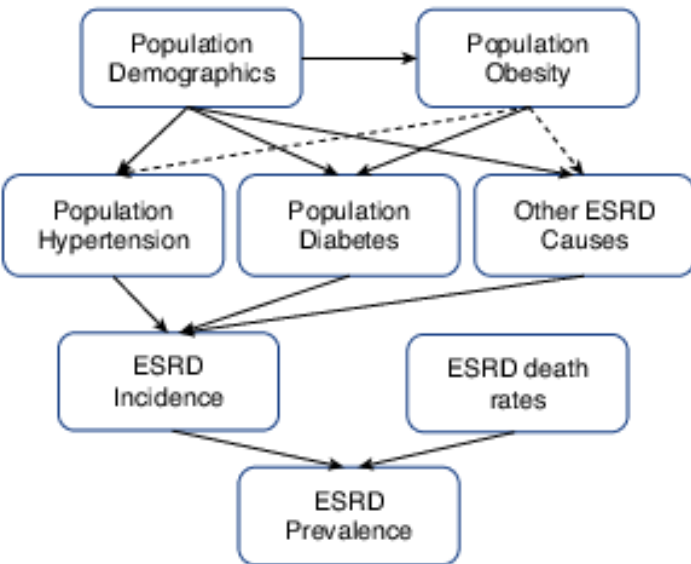 Population
Demographics
Population
Obesity
Population
Hypertension
Population
Diabetes
Other ESRD
Causes
ESRD
Incidence
ESRD death
rates
ESRD
Prevalence